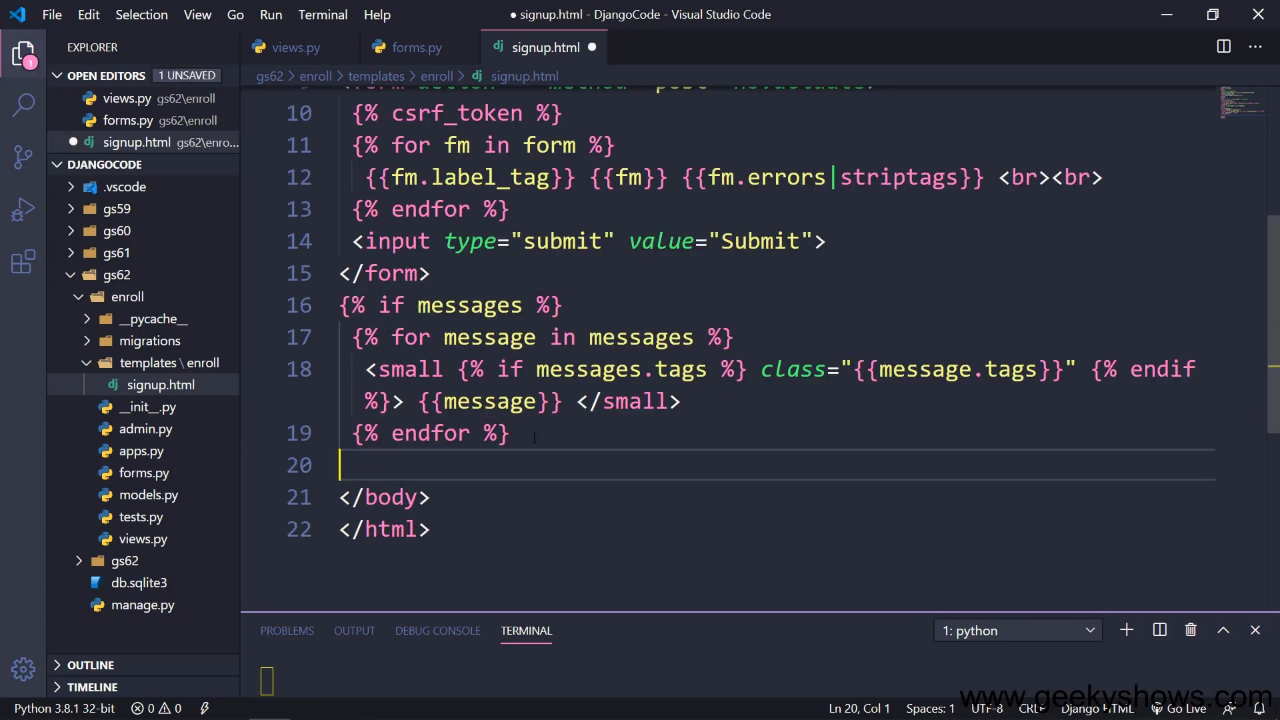 File Edit Selection View Go Run Terminal Help
● signup.html - DjangoCode - Visual Studio Code
EXPLORER
OPEN EDITORS 1 UNSAVED
views.py gs62\enroll
forms.py gs62\enroll
signup.html gs62\enro...
DJANGOCODE
.vscode
gs59
gs60
gs61
gs62
enroll
__pycache__
migrations
templates \ enroll
signup.html
__init__.py
admin.py
apps.py
forms.py
models.py
tests.py
views.py
gs62
db.sqlite3
manage.py
OUTLINE
TIMELINE
views.py forms.py signup.html
gs62 > enroll > templates > enroll > signup.html
10 {% csrf_token %}
11 {% for fm in form %}
12 {{fm.label_tag}} {{fm}} {{fm.errors|striptags}} <br><br>
13 {% endfor %}
14 <input type="submit" value="Submit">
15 </form>
16 {% if messages %}
17 {% for message in messages %}
18 <small {% if messages.tags %} class="{{message.tags}}" {% endif
%}> {{message}} </small>
19 {% endfor %}
20
21 </body>
22 </html>
PROBLEMS OUTPUT DEBUG CONSOLE TERMINAL
1: python
www.geekyshows.com
1
Python 3.8.1 32-bit 0 0 Ln 20, Col 1 Spaces: 1 UTF-8 CRLF Django HTML Go Live